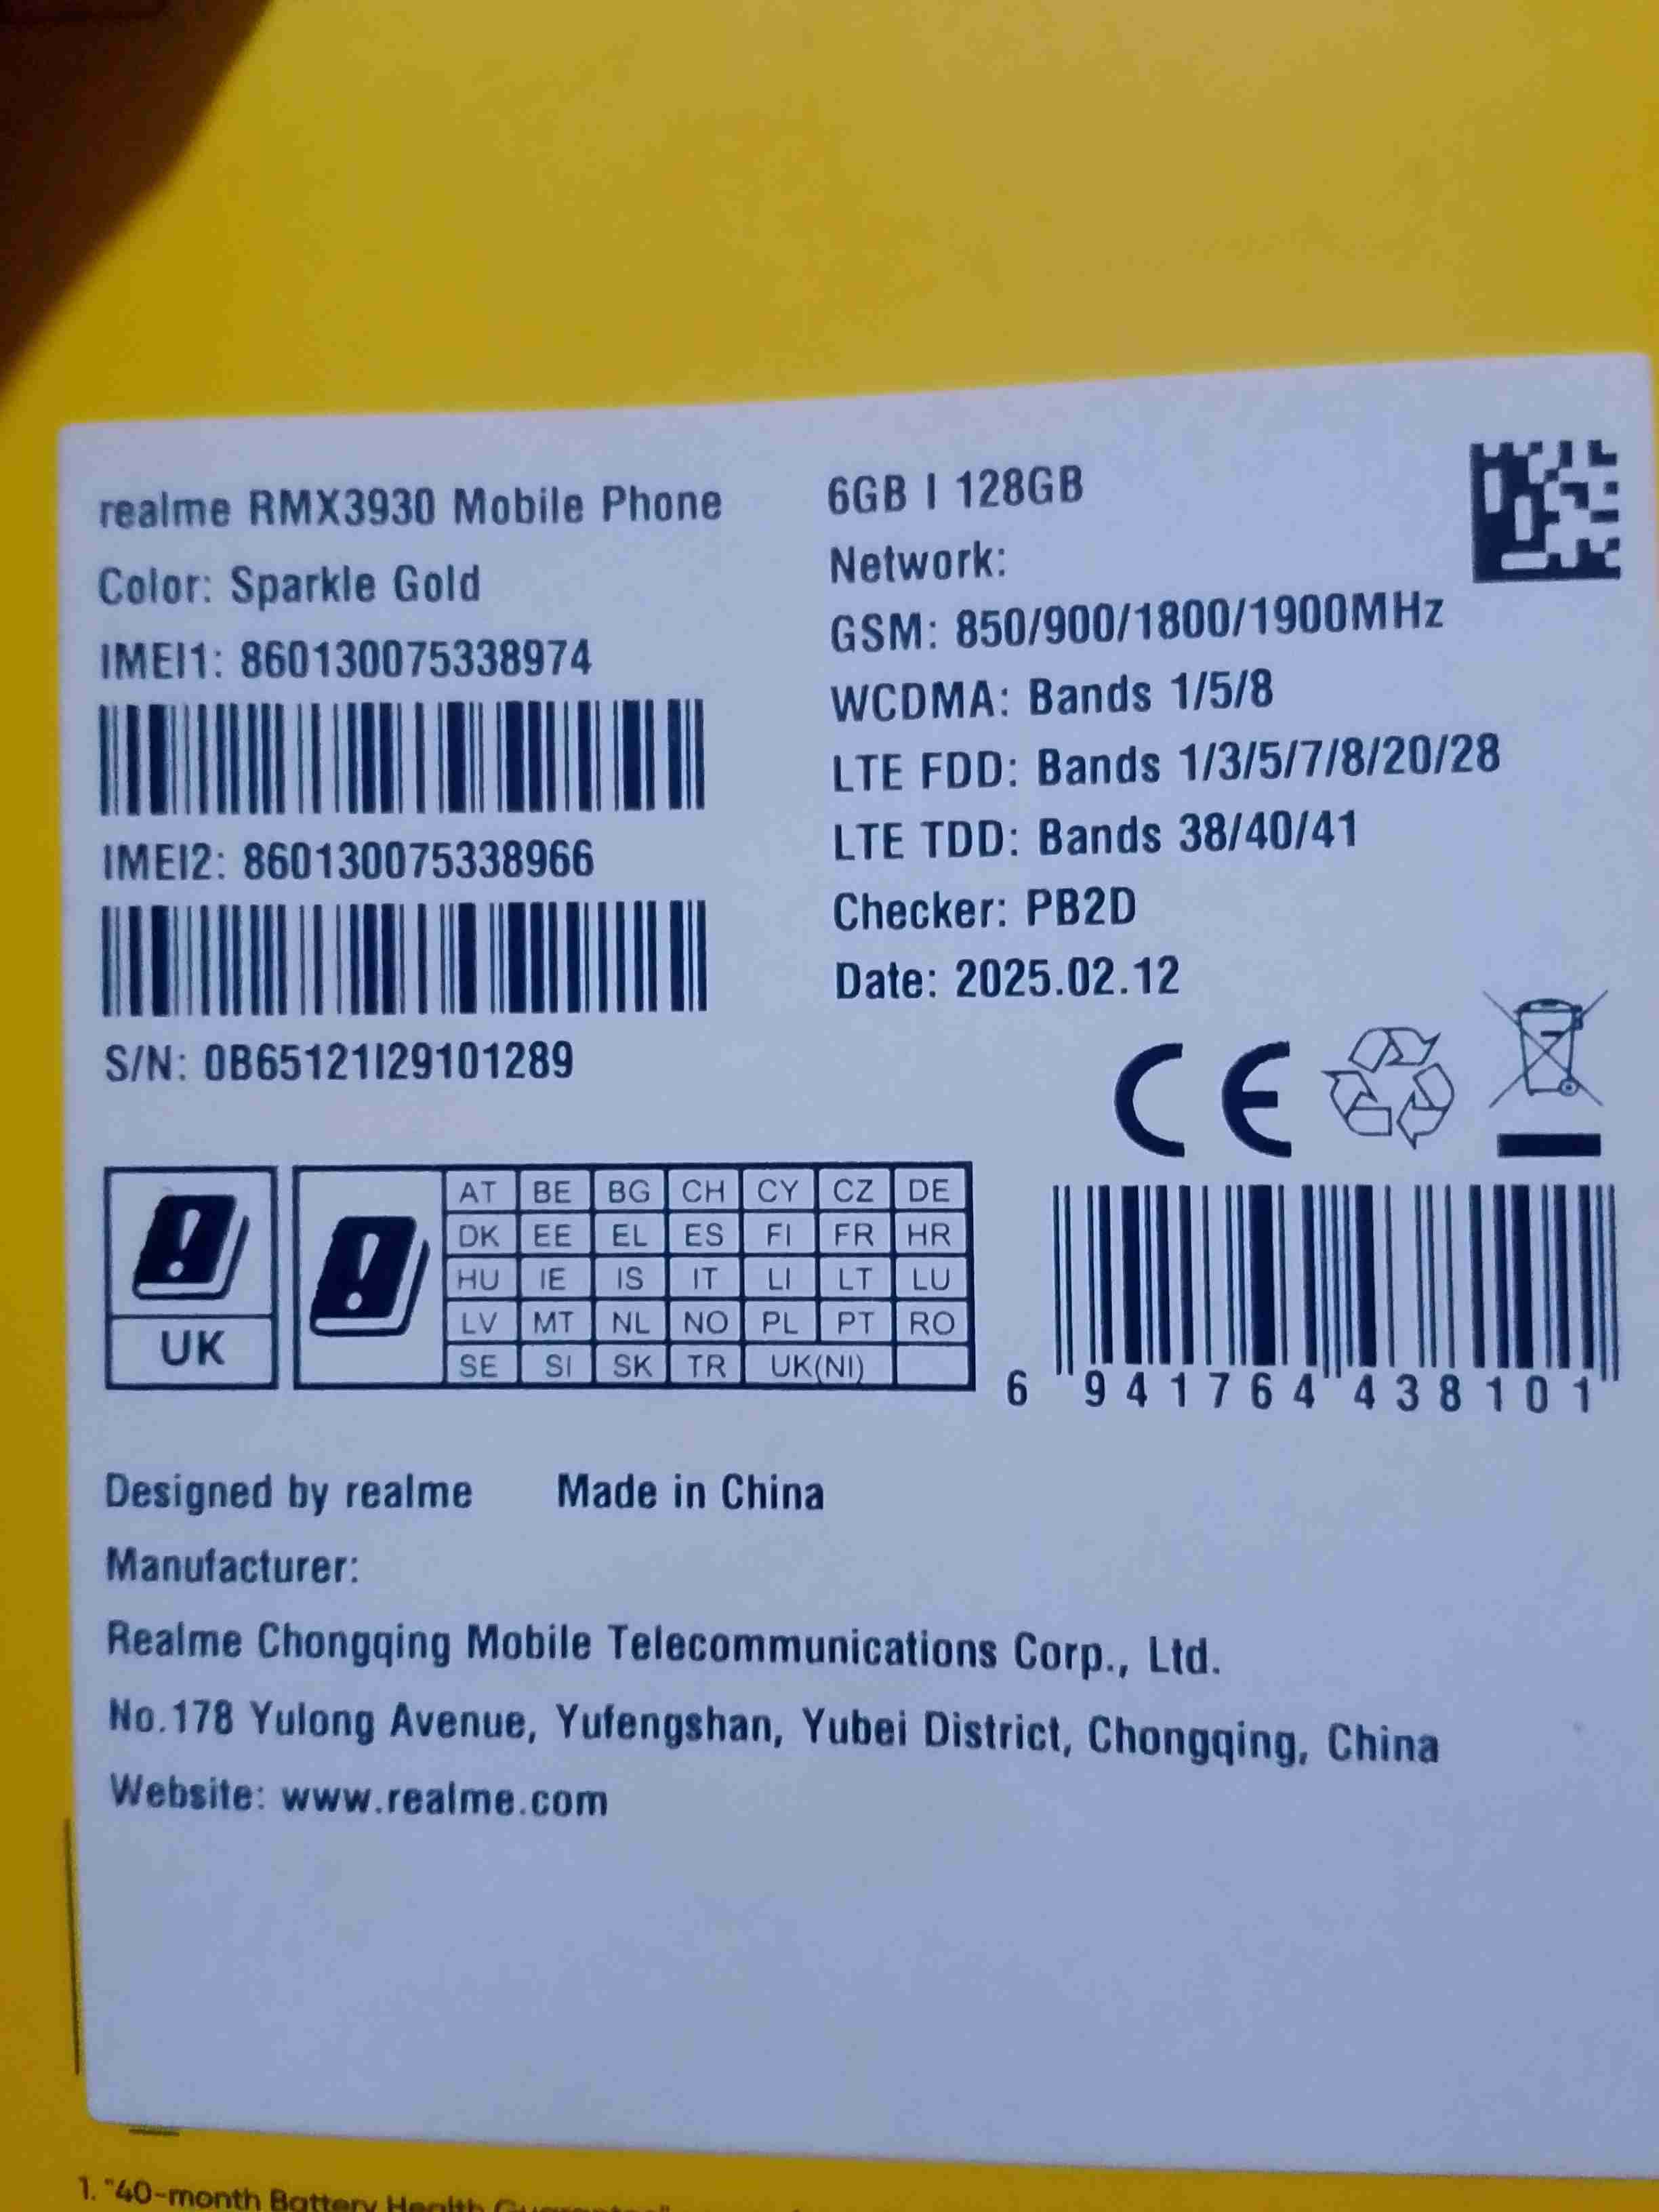 realme RMX3930 Mobile Phone
Color: Sparkle Gold
IMEI1: 860130075338974
IMEI2: 860130075338966
S/N: 0B65121I29101289
6GB | 128GB
Network:
GSM: 850/900/1800/1900MHz
WCDMA: Bands 1/5/8
LTE FDD: Bands 1/3/5/7/8/20/28
LTE TDD: Bands 38/40/41
Checker: PB2D
Date: 2025.02.12
CE
UK
AT BE BG CH CY CZ DE
DK EE EL ES FI FR HR
HU IE IS IT LI LT LU
LV MT NL NO PL PT RO
SE SI SK TR UK(NI)
6 941764 438101
Designed by realme Made in China
Manufacturer:
Realme Chongqing Mobile Telecommunications Corp., Ltd.
No.178 Yulong Avenue, Yufengshan, Yubei District, Chongqing, China
Website: www.realme.com
1. "40-month Battery Health